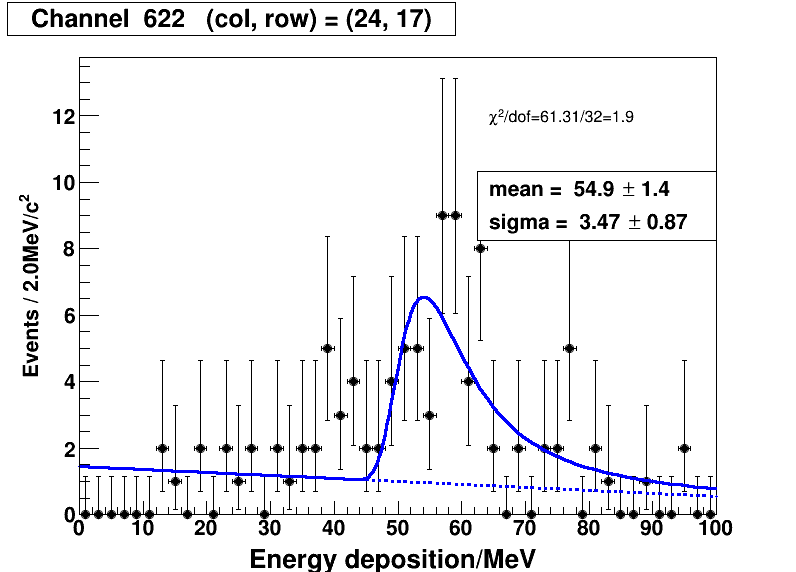 Channel 622 (col, row) = (24, 17)
χ²/dof=61.31/32=1.9
mean = 54.9 ± 1.4
sigma = 3.47 ± 0.87
Events / 2.0MeV/c²
12
10
8
6
4
2
0
0 10 20 30 40 50 60 70 80 90 100
Energy deposition/MeV